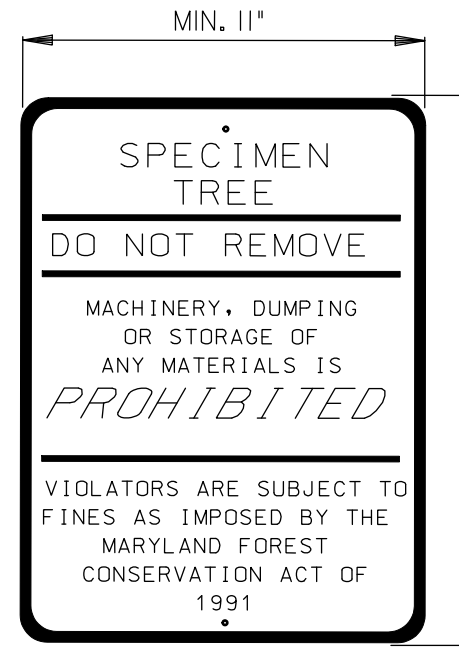 MIN. 11"
SPECIMEN
TREE
DO NOT REMOVE
MACHINERY, DUMPING
OR STORAGE OF
ANY MATERIALS IS
PROHIBITED
VIOLATORS ARE SUBJECT TO
FINES AS IMPOSED BY THE
MARYLAND FOREST
CONSERVATION ACT OF
1991